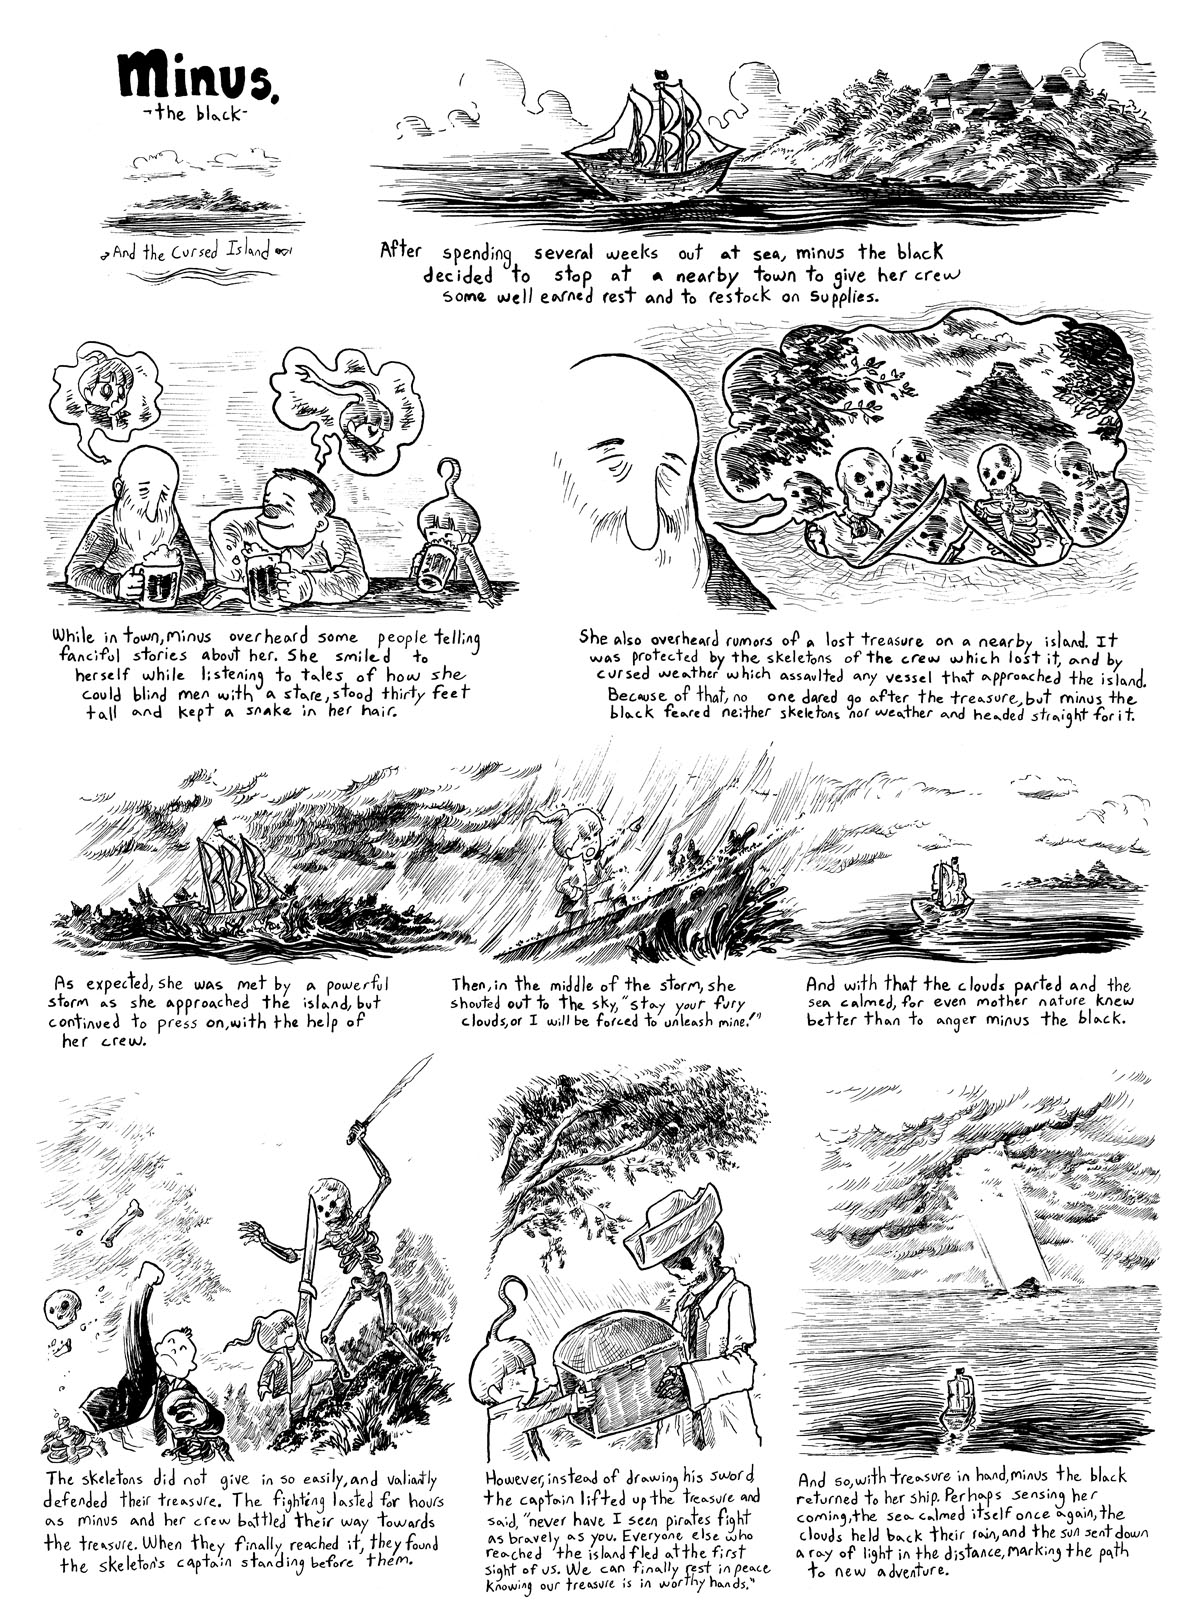 minus.
-the black-
And the Cursed Island
After spending several weeks out at sea, minus the black
decided to stop at a nearby town to give her crew
some well earned rest and to restock on supplies.
While in town, minus overheard some people telling
fanciful stories about her. She smiled to
herself while listening to tales of how she
could blind men with a stare, stood thirty feet
tall and kept a snake in her hair.
She also overheard rumors of a lost treasure on a nearby island. It
was protected by the skeletons of the crew which lost it, and by
cursed weather which assaulted any vessel that approached the island.
Because of that, no one dared go after the treasure, but minus the
black feared neither skeletons nor weather and headed straight for it.
As expected, she was met by a powerful
storm as she approached the island, but
continued to press on, with the help of
her crew.
Then, in the middle of the storm, she
shouted out to the sky, "stay your fury
clouds, or I will be forced to unleash mine!"
And with that the clouds parted and the
sea calmed, for even mother nature knew
better than to anger minus the black.
The skeletons did not give in so easily, and valiantly
defended their treasure. The fighting lasted for hours
as minus and her crew battled their way towards
the treasure. When they finally reached it, they found
the skeleton's captain standing before them.
However, instead of drawing his sword
the captain lifted up the treasure and
said, "never have I seen pirates fight
as bravely as you. Everyone else who
reached the island fled at the first
sight of us. We can finally rest in peace
knowing our treasure is in worthy hands."
And so, with treasure in hand, minus the black
returned to her ship. Perhaps sensing her
coming, the sea calmed itself once again, the
clouds held back their rain, and the sun sent down
a ray of light in the distance, marking the path
to new adventure.